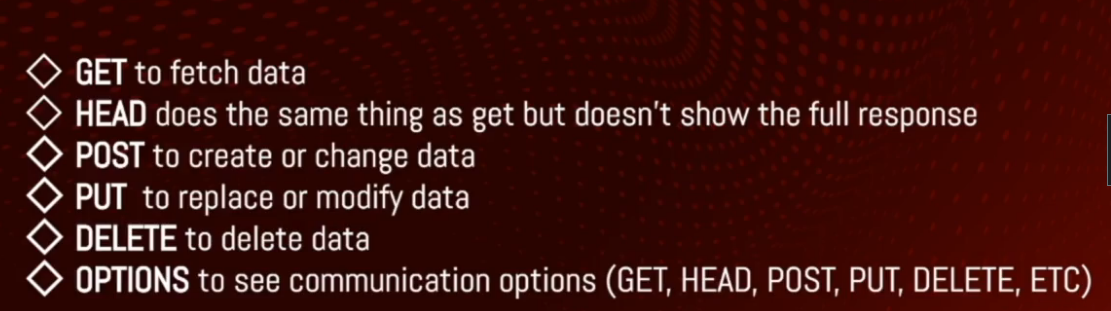 GET to fetch data
HEAD does the same thing as get but doesn't show the full response
POST to create or change data
PUT to replace or modify data
DELETE to delete data
OPTIONS to see communication options (GET, HEAD, POST, PUT, DELETE, ETC)